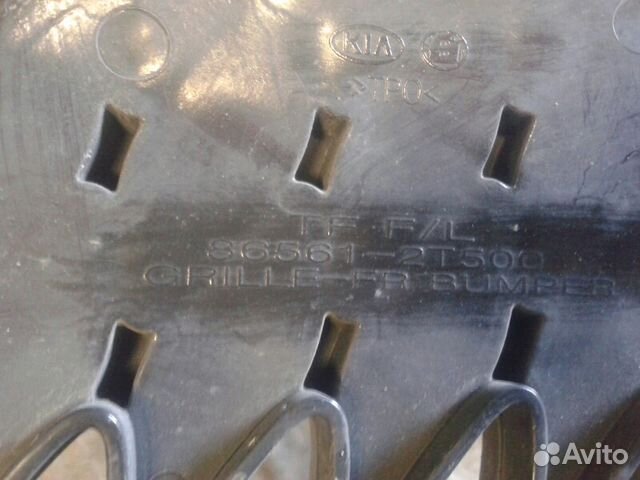 KIA
>TPO<
TF F/L
86561-2T500
GRILLE-FR BUMPER
Avito